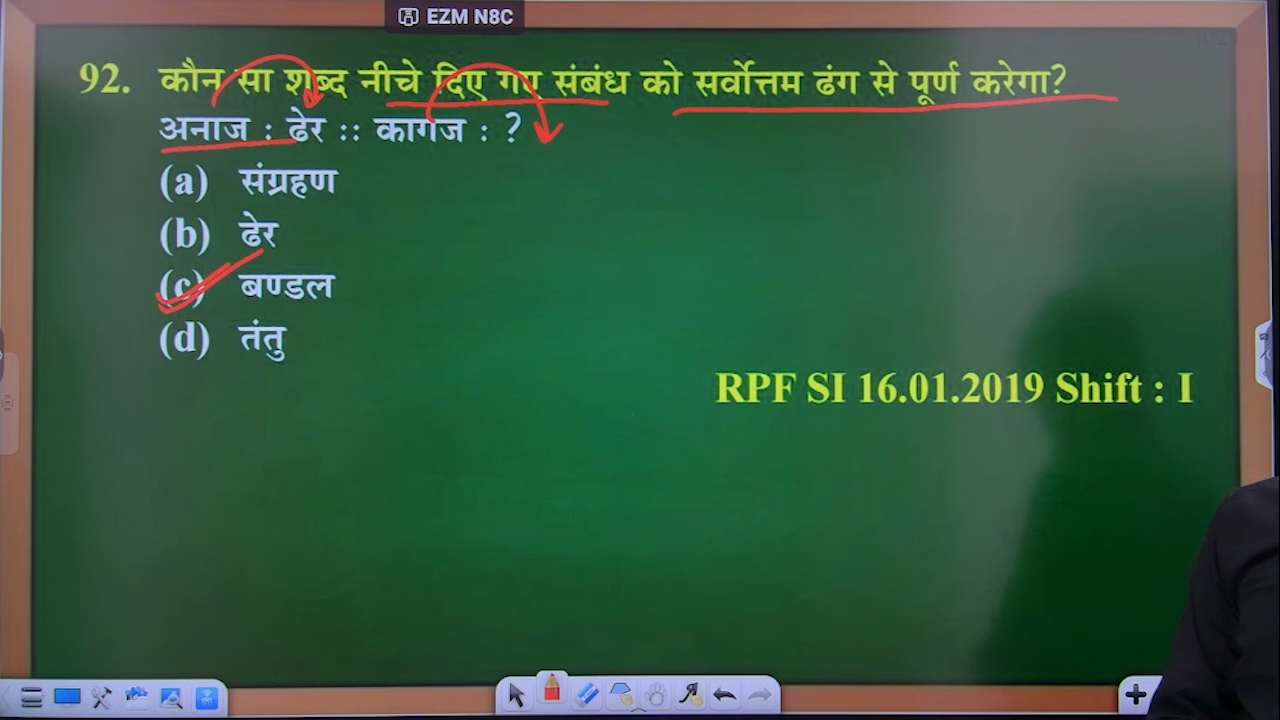 EZM N8C
92. कौन सा शब्द नीचे दिए गए संबंध को सर्वोत्तम ढंग से पूर्ण करेगा?
अनाज : ढेर :: कागज : ?
(a) संग्रहण
(b) ढेर
(c) बण्डल
(d) तंतु
RPF SI 16.01.2019 Shift : I